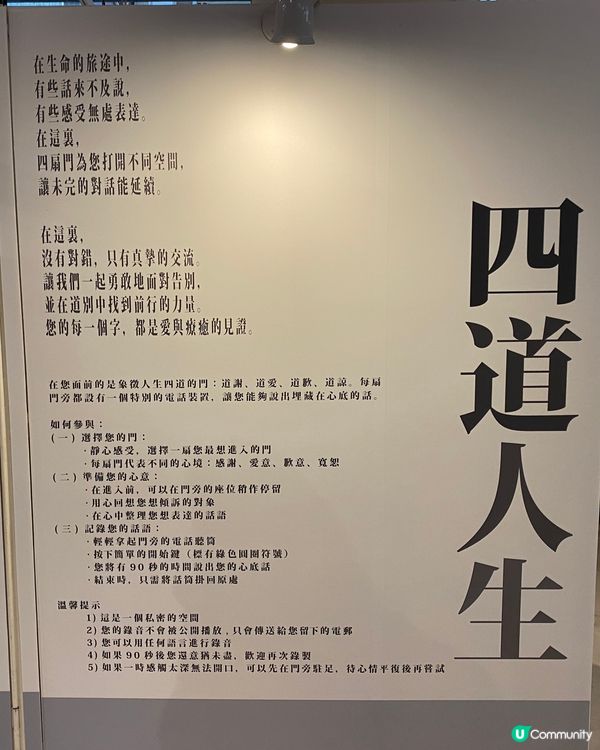 在生命的旅途中，
有些話來不及說，
有些感受無處表達。
在這裏，
四扇門為您打開不同空間，
讓未完的對話能延續。
在這裏，
沒有對錯，只有真摯的交流。
讓我們一起勇敢地面對告別，
並在道別中找到前行的力量。
您的每一個字，都是愛與療癒的見證。
四道人生
在您面前的是象徵人生四道的門：道謝、道愛、道歉、道諒。每扇
門旁都設有一個特別的電話裝置，讓您能夠說出埋藏在心底的話。
如何參與：
(一) 選擇您的門：
·靜心感受，選擇一扇您最想進入的門
·每扇門代表不同的心境：感謝、愛意、歉意、寬恕
(二) 準備您的心意：
·在進入前，可以在門旁的座位稍作停留
·用心回想您想傾訴的對象
·在心中整理您想表達的話語
(三) 記錄您的話語：
·輕輕拿起門旁的電話聽筒
·按下簡單的開始鍵（標有綠色圓圈符號）
·您將有90秒的時間說出您的心底話
·結束時，只需將話筒掛回原處
溫馨提示
1) 這是一個私密的空間
2) 您的錄音不會被公開播放，只會傳送給您留下的電郵
3) 您可以用任何語言進行錄音
4) 如果90秒後您還意猶未盡，歡迎再次錄製
5) 如果一時感觸太深無法開口，可以先在門旁駐足，待心情平復後再嘗試
U Community